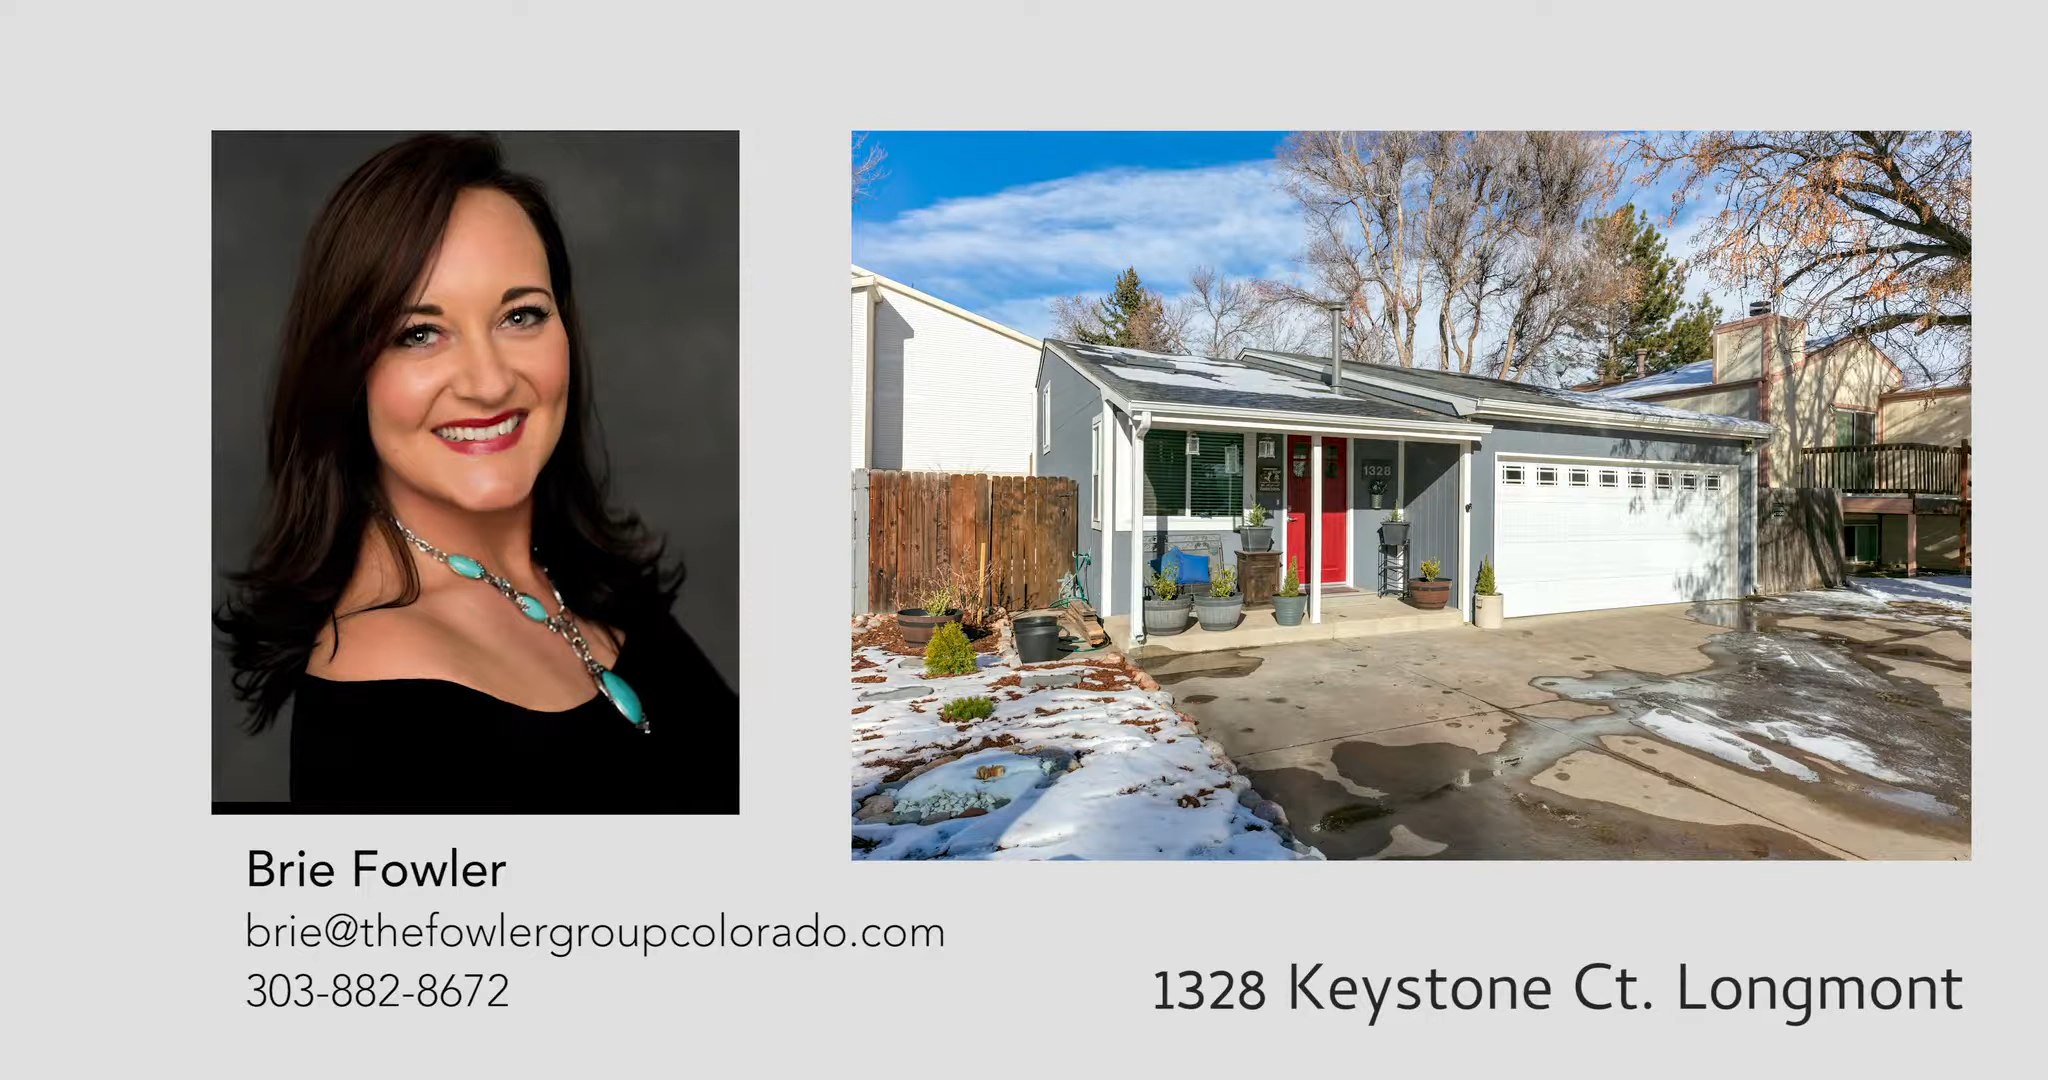 1328
Brie Fowler
brie@thefowlergroupcolorado.com
303-882-8672
1328 Keystone Ct. Longmont